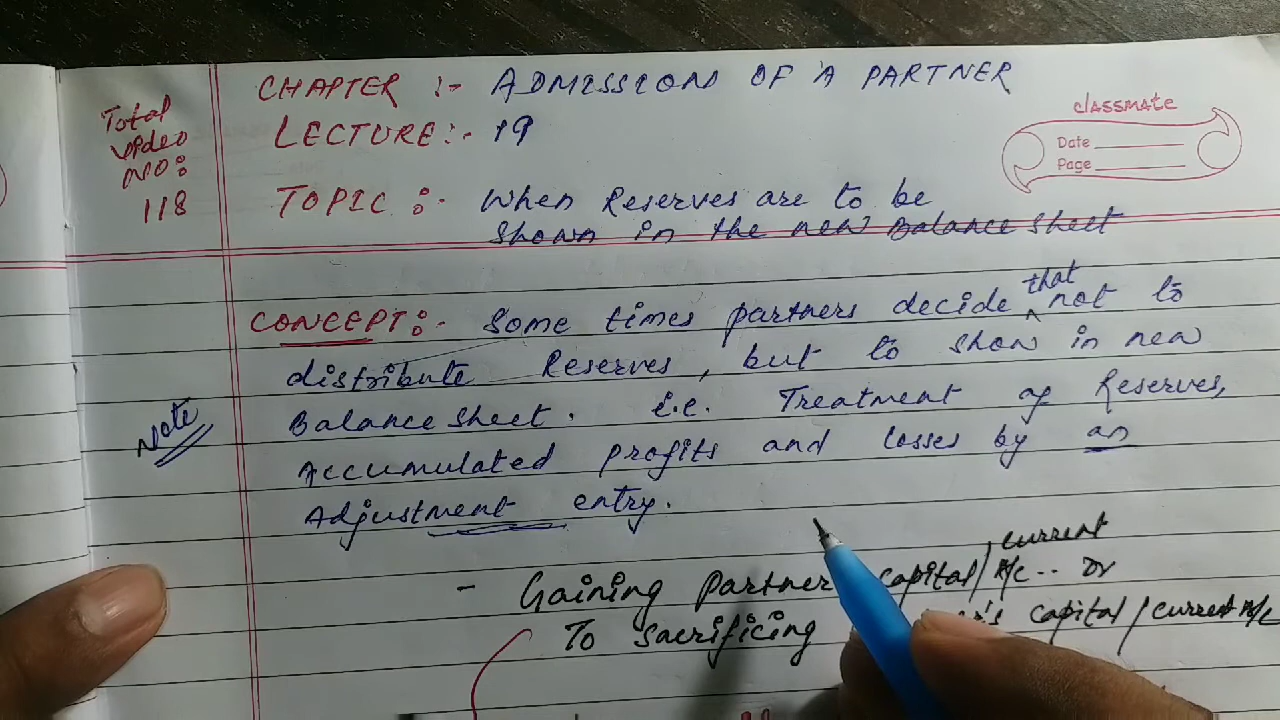 CHAPTER :- ADMISSION OF A PARTNER
Total
video
NO:
118
LECTURE:- 19
classmate
Date
Page
TOPIC :- When Reserves are to be
shown in the new Balance sheet
CONCEPT:- Some times partners decide that not to
distribute Reserves, but to show in new
Balance sheet. i.e. Treatment of Reserves,
Note
Accumulated profits and losses by an
Adjustment entry.
- Gaining Partner capital / current A/c.. Dr
To sacrificing 's capital / current A/c